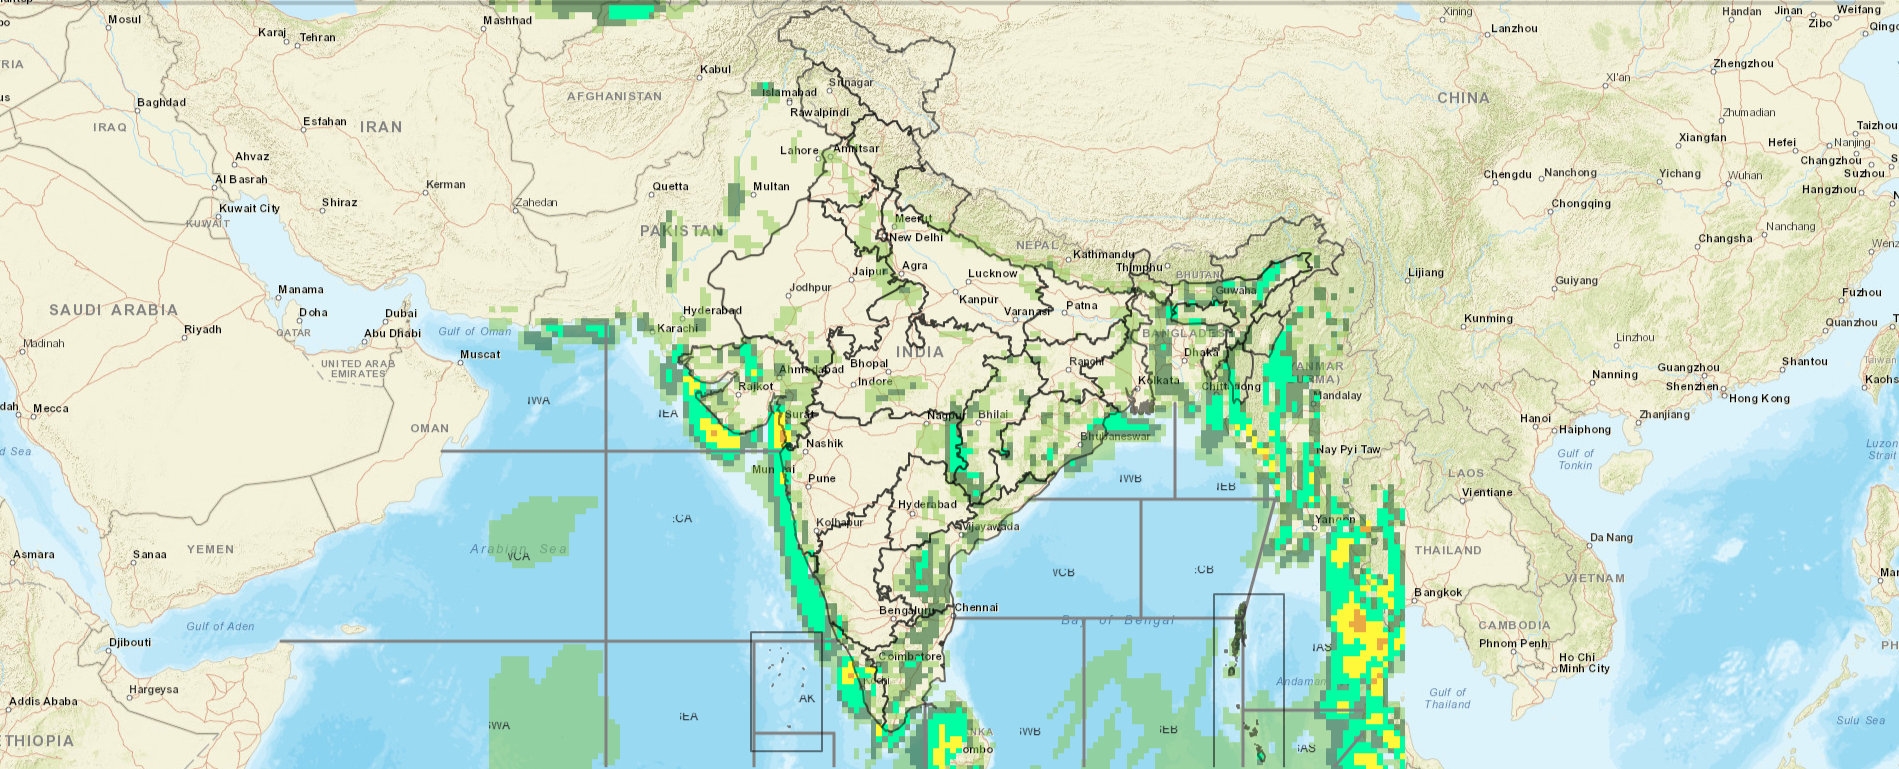 Mosul
Karaj
Tehran
Mashhad
Xining
Lanzhou
Handan
Jinan
Weifang
Zibo
Qingd
RIA
us
Baghdad
IRAQ
Esfahan
IRAN
AFGHANISTAN
Kabul
Islamabad
Srinagar
Rawalpindi
Zhengzhou
Xi'an
CHINA
Zhumadian
Taizhou
Lahore
Amritsar
Xiangfan
Hefei
Nanjing
Changzhou
Suzhou
Ahvaz
Al Basrah
Kuwait City
KUWAIT
Shiraz
Kerman
Zahedan
Quetta
Multan
Chengdu
Nanchong
Yichang
Wuhan
Hangzhou
Chongqing
PAKISTAN
Meerut
New Delhi
NEPAL
Kathmandu
Thimphu
BHUTAN
Nanchang
Changsha
Wenz
Lijiang
Guiyang
Jaipur
Agra
Lucknow
Jodhpur
Kanpur
Guwaha
Fuzhou
SAUDI ARABIA
Manama
Doha
QATAR
Dubai
Abu Dhabi
Gulf of Oman
Hyderabad
Karachi
Varanasi
Patna
Kunming
Quanzhou
Riyadh
Madinah
BANGLADESH
Linzhou
UNITED ARAB
EMIRATES
Muscat
INDIA
Bhopal
Ahmedabad
Indore
Ranchi
Dhaka
Guangzhou
Shantou
Taiwan
Nanning
Shenzhen
Kaohs
Rajkot
Kolkata
Chittagong
Mandalay
Hong Kong
dah
Mecca
IWA
IEA
Surat
Nagpur
Bhilai
Hanoi
Haiphong
Zhanjiang
OMAN
Nashik
Bhubaneswar
Nay Pyi Taw
Gulf of
Tonkin
Luzon
Strait
d Sea
Mumbai
Pune
IWB
IEB
LAOS
Vientiane
Hyderabad
Kolhapur
Vijayawada
Yangon
:CA
Asmara
Sanaa
YEMEN
Arabian Sea
VCA
VCB
:CB
THAILAND
Da Nang
VIETNAM
Bangkok
Gulf of Aden
Djibouti
Bengaluru
Chennai
Bay of Bengal
CAMBODIA
Phnom Penh
Ho Chi
Minh City
Coimbatore
IAS
Andaman
Hargeysa
Addis Ababa
AK
Gulf of
Thailand
Sulu Sea
THIOPIA
IEA
IWB
IEB
IAS
ombo